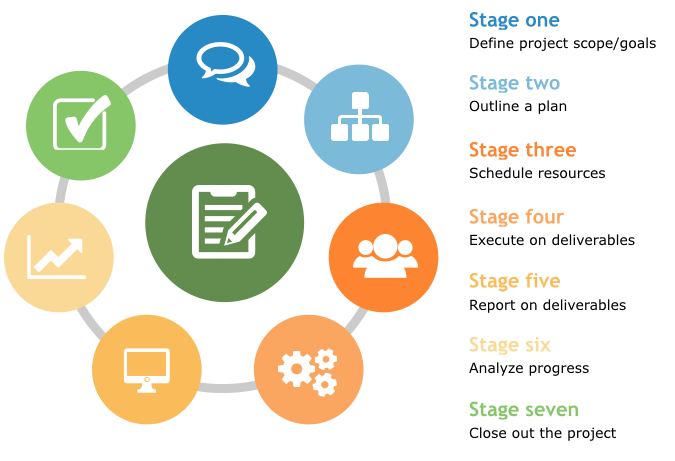 Stage one
Define project scope/goals
Stage two
Outline a plan
Stage three
Schedule resources
Stage four
Execute on deliverables
Stage five
Report on deliverables
Stage six
Analyze progress
Stage seven
Close out the project